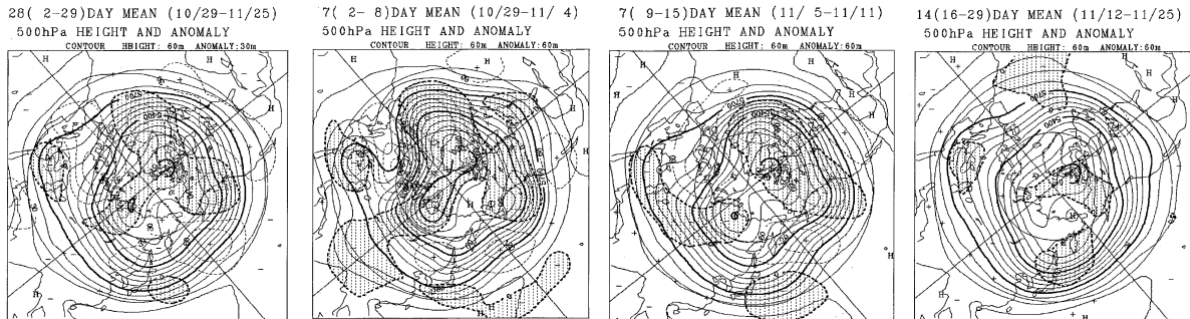 28( 2-29)DAY MEAN (10/29-11/25)
500hPa HEIGHT AND ANOMALY
CONTOUR HEIGHT: 60m ANOMALY:30m
7( 2- 8)DAY MEAN (10/29-11/ 4)
500hPa HEIGHT AND ANOMALY
CONTOUR HEIGHT: 60m ANOMALY:60m
7( 9-15)DAY MEAN (11/ 5-11/11)
500hPa HEIGHT AND ANOMALY
CONTOUR HEIGHT: 60m ANOMALY:60m
14(16-29)DAY MEAN (11/12-11/25)
500hPa HEIGHT AND ANOMALY
CONTOUR HEIGHT: 60m ANOMALY:60m